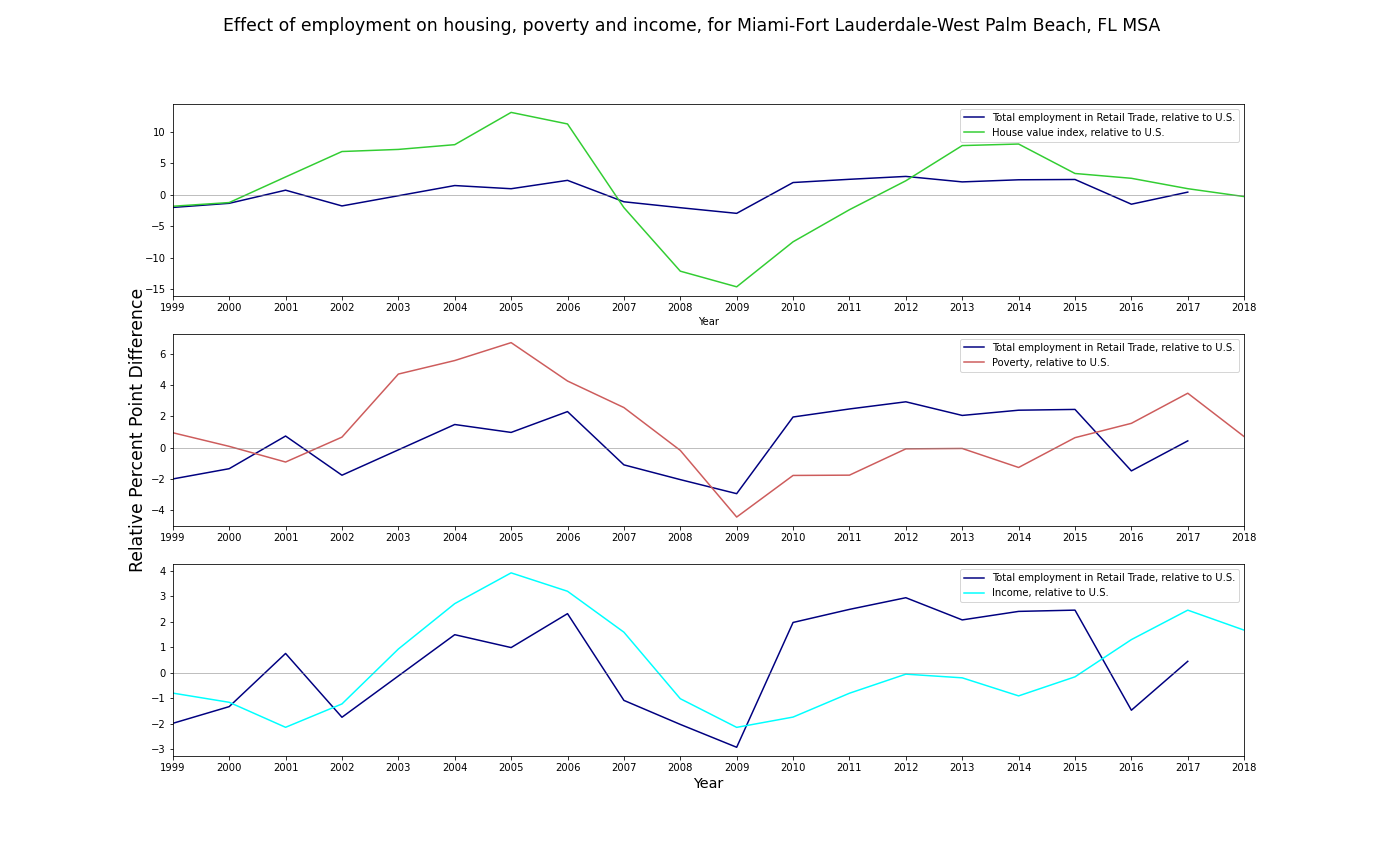 Effect of employment on housing, poverty and income, for Miami-Fort Lauderdale-West Palm Beach, FL MSA
Relative Percent Point Difference
Total employment in Retail Trade, relative to U.S.
House value index, relative to U.S.
10
5
0
−5
−10
−15
1999 2000 2001 2002 2003 2004 2005 2006 2007 2008 2009 2010 2011 2012 2013 2014 2015 2016 2017 2018
Year
Total employment in Retail Trade, relative to U.S.
Poverty, relative to U.S.
6
4
2
0
−2
−4
1999 2000 2001 2002 2003 2004 2005 2006 2007 2008 2009 2010 2011 2012 2013 2014 2015 2016 2017 2018
Total employment in Retail Trade, relative to U.S.
Income, relative to U.S.
4
3
2
1
0
−1
−2
−3
1999 2000 2001 2002 2003 2004 2005 2006 2007 2008 2009 2010 2011 2012 2013 2014 2015 2016 2017 2018
Year